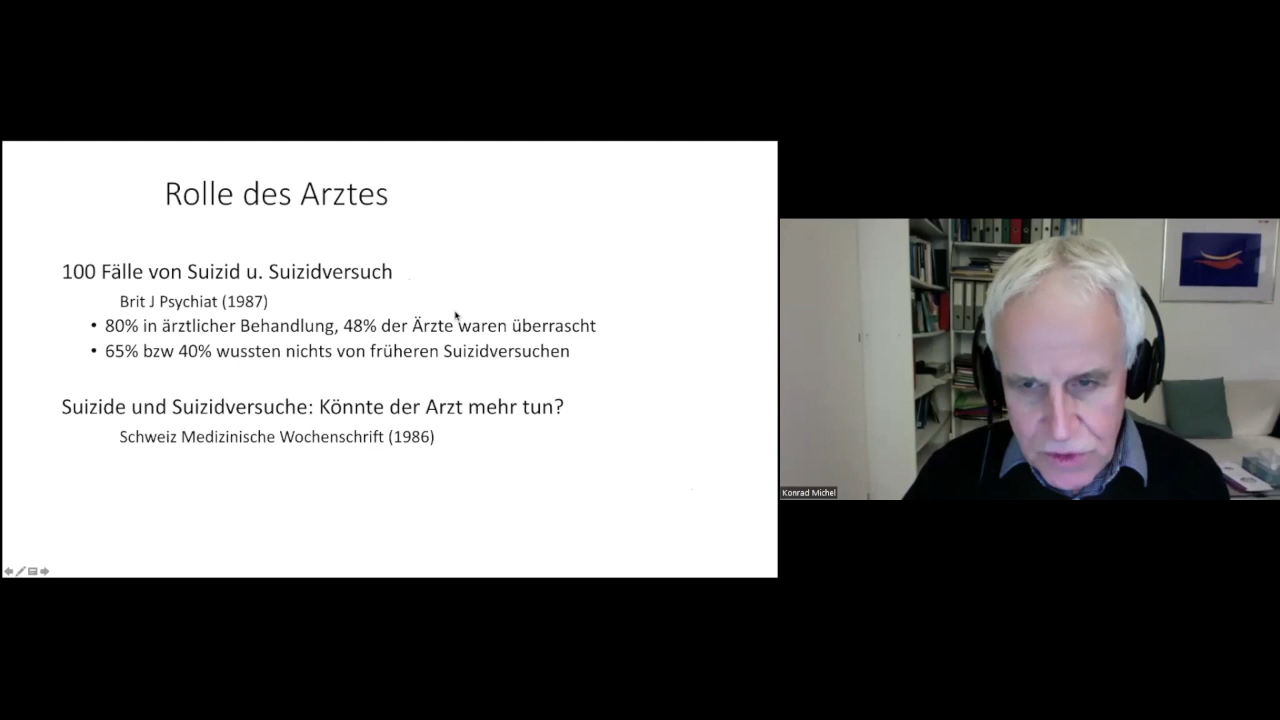 Rolle des Arztes
100 Fälle von Suizid u. Suizidversuch
Brit J Psychiat (1987)
• 80% in ärztlicher Behandlung, 48% der Ärzte waren überrascht
• 65% bzw 40% wussten nichts von früheren Suizidversuchen
Suizide und Suizidversuche: Könnte der Arzt mehr tun?
Schweiz Medizinische Wochenschrift (1986)
Konrad Michel